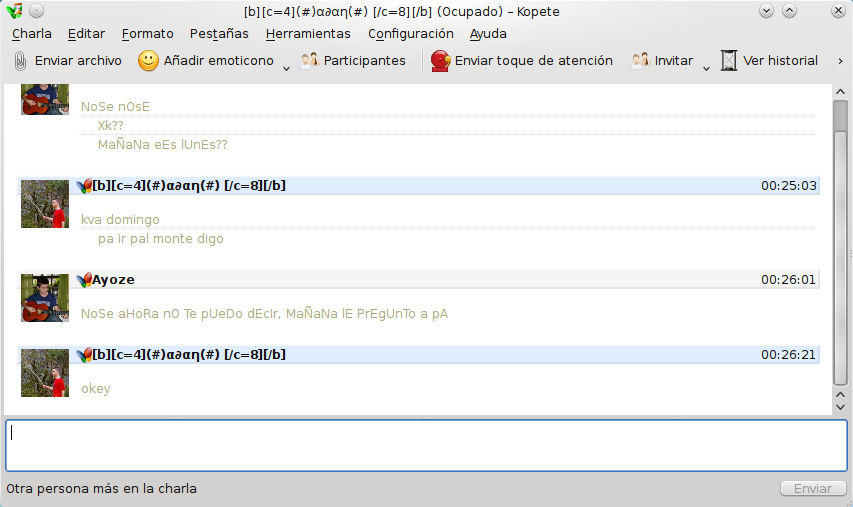 [b][c=4](#)α∂αη(#) [/c=8][/b] (Ocupado) – Kopete
Charla Editar Formato Pestañas Herramientas Configuración Ayuda
Enviar archivo Añadir emoticono Participantes Enviar toque de atención Invitar Ver historial
NoSe nOsE
Xk??
MaÑaNa eEs lUnEs??
[b][c=4](#)α∂αη(#) [/c=8][/b] 00:25:03
kva domingo
pa ir pal monte digo
Ayoze 00:26:01
NoSe aHoRa nO Te pUeDo dEcIr, MaÑaNa lE PrEgUnTo a pA
[b][c=4](#)α∂αη(#) [/c=8][/b] 00:26:21
okey
Otra persona más en la charla Enviar